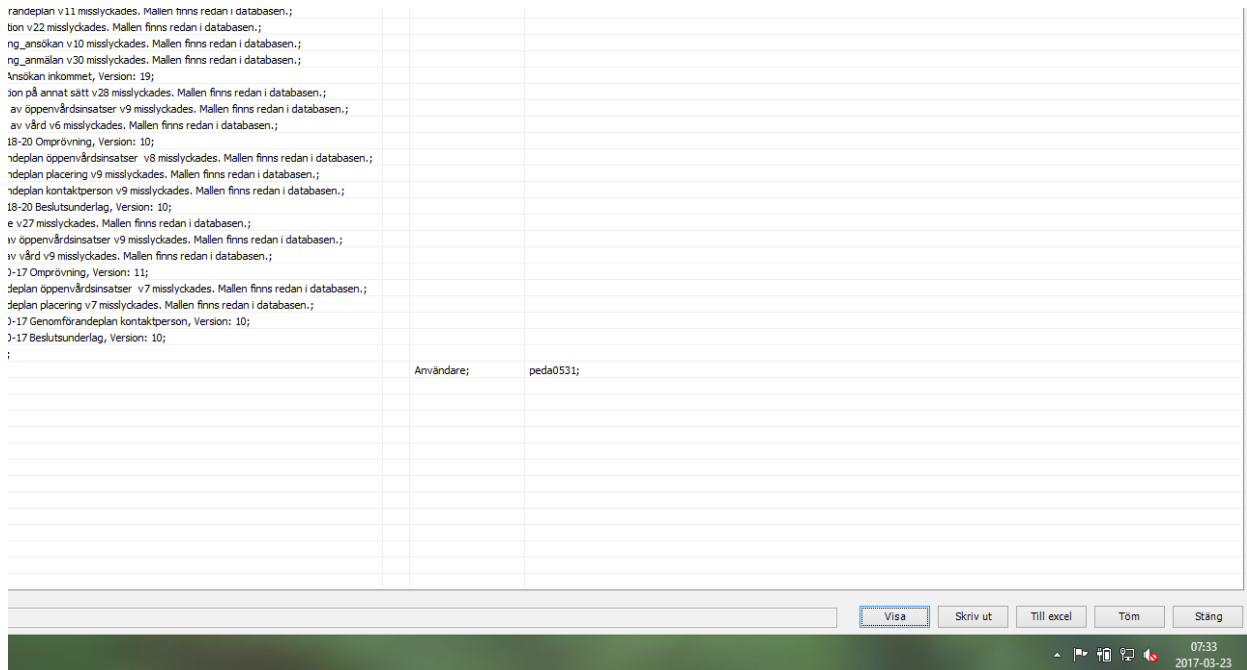 randeplan v11 misslyckades. Mallen finns redan i databasen.;
tion v22 misslyckades. Mallen finns redan i databasen.;
ng_ansökan v10 misslyckades. Mallen finns redan i databasen.;
ng_anmälan v30 misslyckades. Mallen finns redan i databasen.;
Ansökan inkommet, Version: 19;
tion på annat sätt v28 misslyckades. Mallen finns redan i databasen.;
av öppenvårdsinsatser v9 misslyckades. Mallen finns redan i databasen.;
av vård v6 misslyckades. Mallen finns redan i databasen.;
18-20 Omprövning, Version: 10;
ndeplan öppenvårdsinsatser v8 misslyckades. Mallen finns redan i databasen.;
ndeplan placering v9 misslyckades. Mallen finns redan i databasen.;
ndeplan kontaktperson v9 misslyckades. Mallen finns redan i databasen.;
18-20 Beslutsunderlag, Version: 10;
e v27 misslyckades. Mallen finns redan i databasen.;
av öppenvårdsinsatser v9 misslyckades. Mallen finns redan i databasen.;
av vård v9 misslyckades. Mallen finns redan i databasen.;
0-17 Omprövning, Version: 11;
deplan öppenvårdsinsatser v7 misslyckades. Mallen finns redan i databasen.;
deplan placering v7 misslyckades. Mallen finns redan i databasen.;
0-17 Genomförandeplan kontaktperson, Version: 10;
0-17 Beslutsunderlag, Version: 10;
;
Användare; peda0531;
Visa Skriv ut Till excel Töm Stäng
07:33
2017-03-23